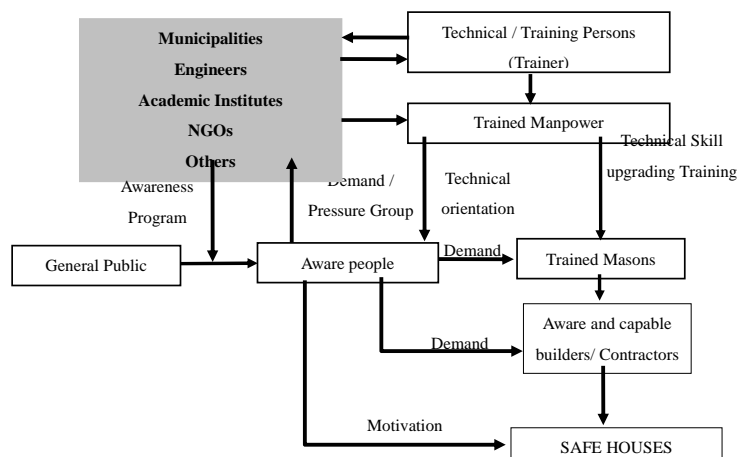 Municipalities
Engineers
Academic Institutes
NGOs
Others
Technical / Training Persons
(Trainer)
Trained Manpower
Technical Skill
upgrading Training
Awareness
Program
Demand /
Pressure Group
Technical
orientation
General Public
Aware people
Demand
Trained Masons
Demand
Aware and capable
builders/ Contractors
Motivation
SAFE HOUSES